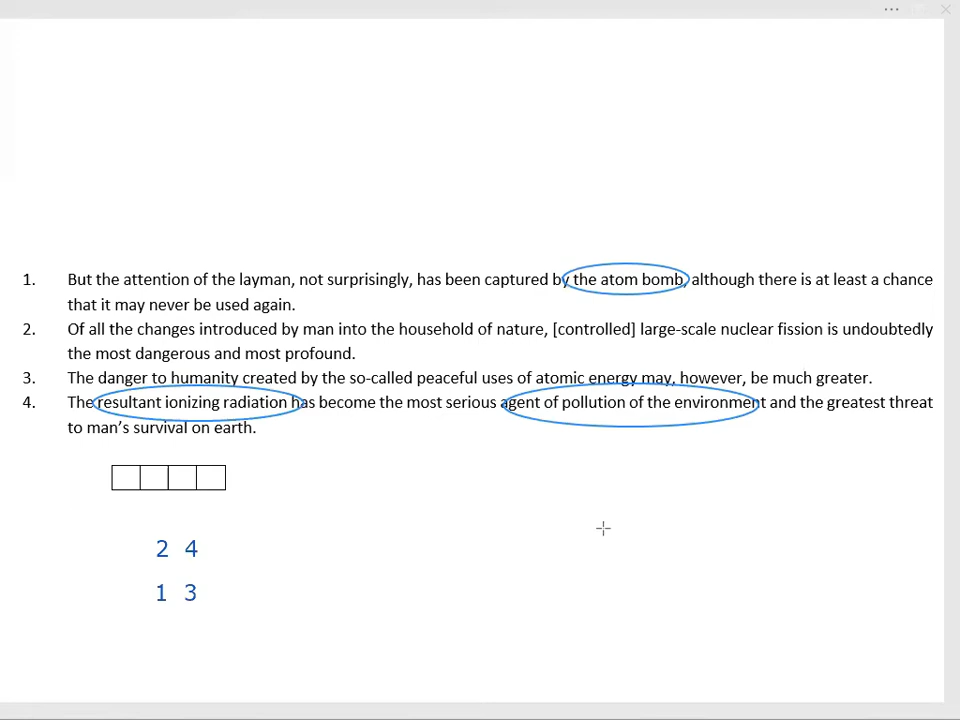 1. But the attention of the layman, not surprisingly, has been captured by the atom bomb, although there is at least a chance
that it may never be used again.
2. Of all the changes introduced by man into the household of nature, [controlled] large-scale nuclear fission is undoubtedly
the most dangerous and most profound.
3. The danger to humanity created by the so-called peaceful uses of atomic energy may, however, be much greater.
4. The resultant ionizing radiation has become the most serious agent of pollution of the environment and the greatest threat
to man’s survival on earth.
2 4
1 3